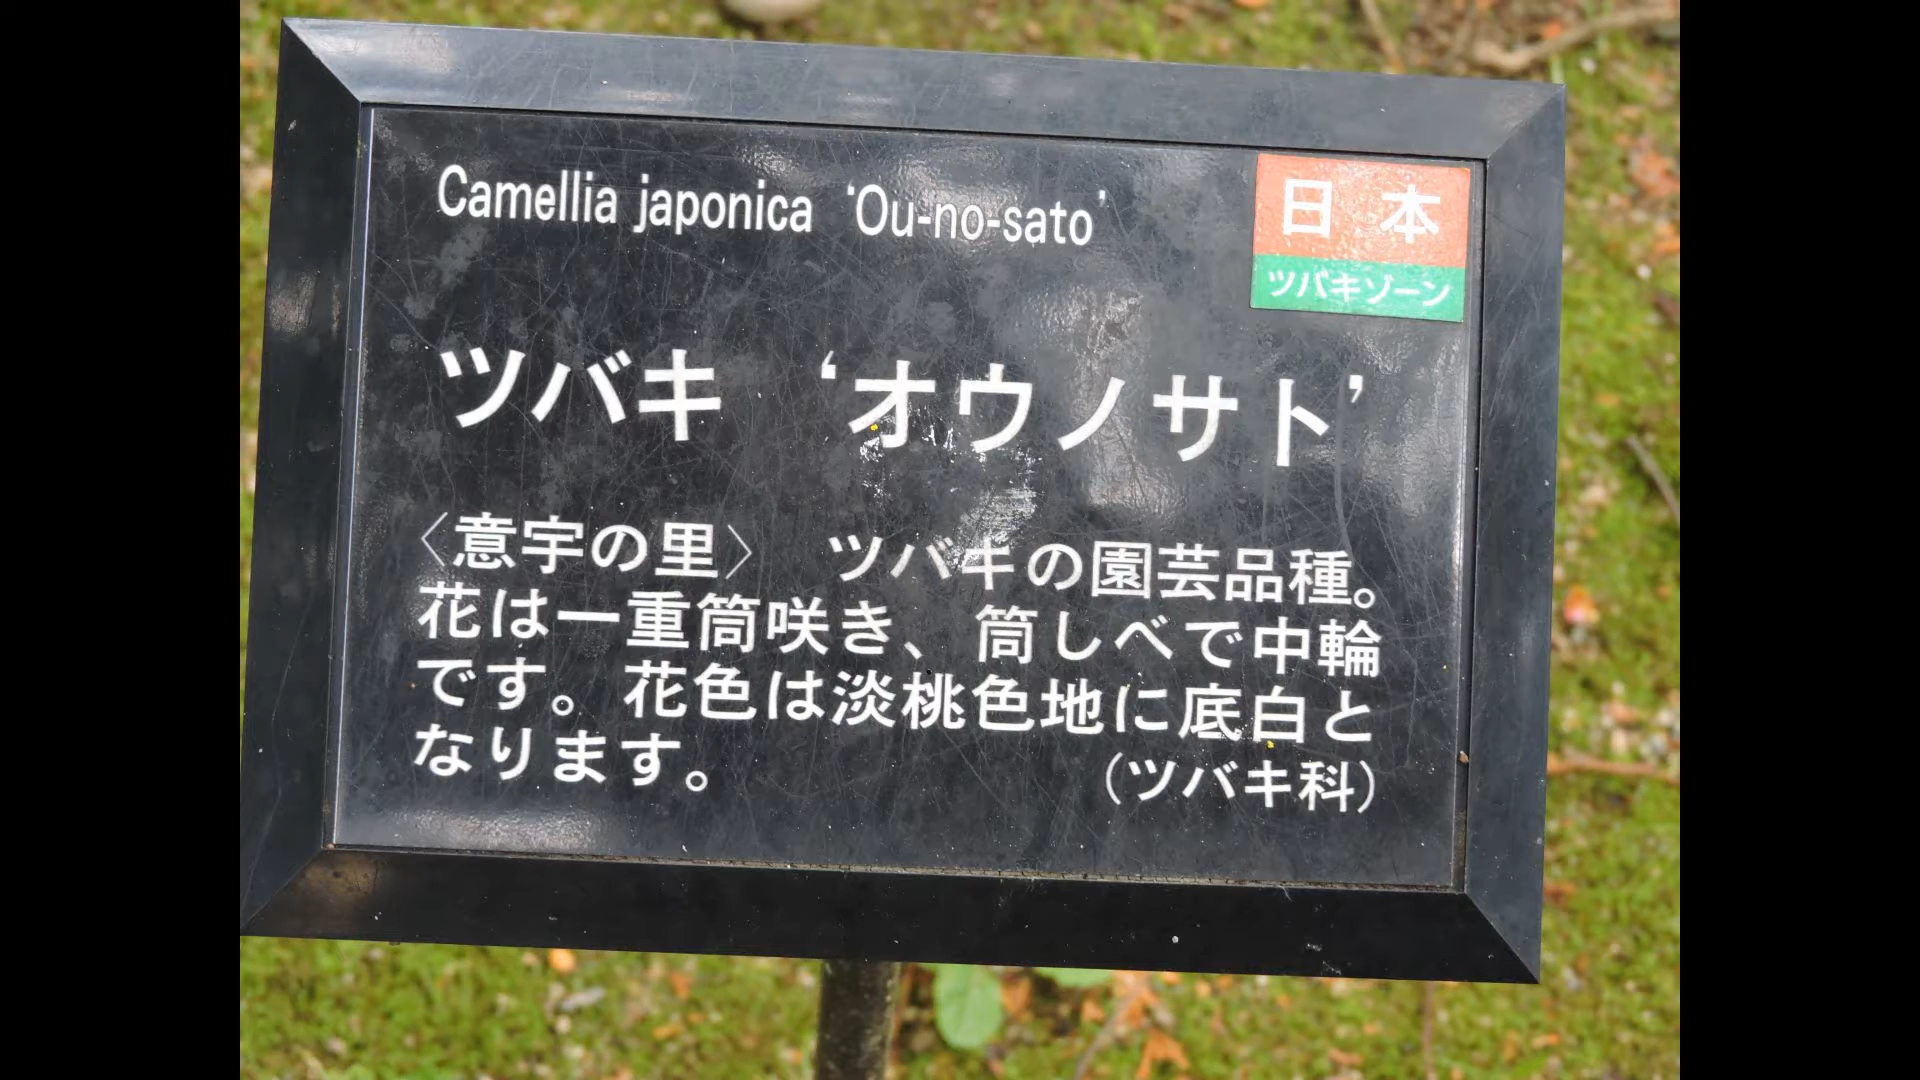 Camellia japonica ‘Ou-no-sato’
日 本
ツバキゾーン
ツバキ ‘オウノサト’
〈意宇の里〉 ツバキの園芸品種。
花は一重筒咲き、筒しべで中輪
です。花色は淡桃色地に底白と
なります。 (ツバキ科)